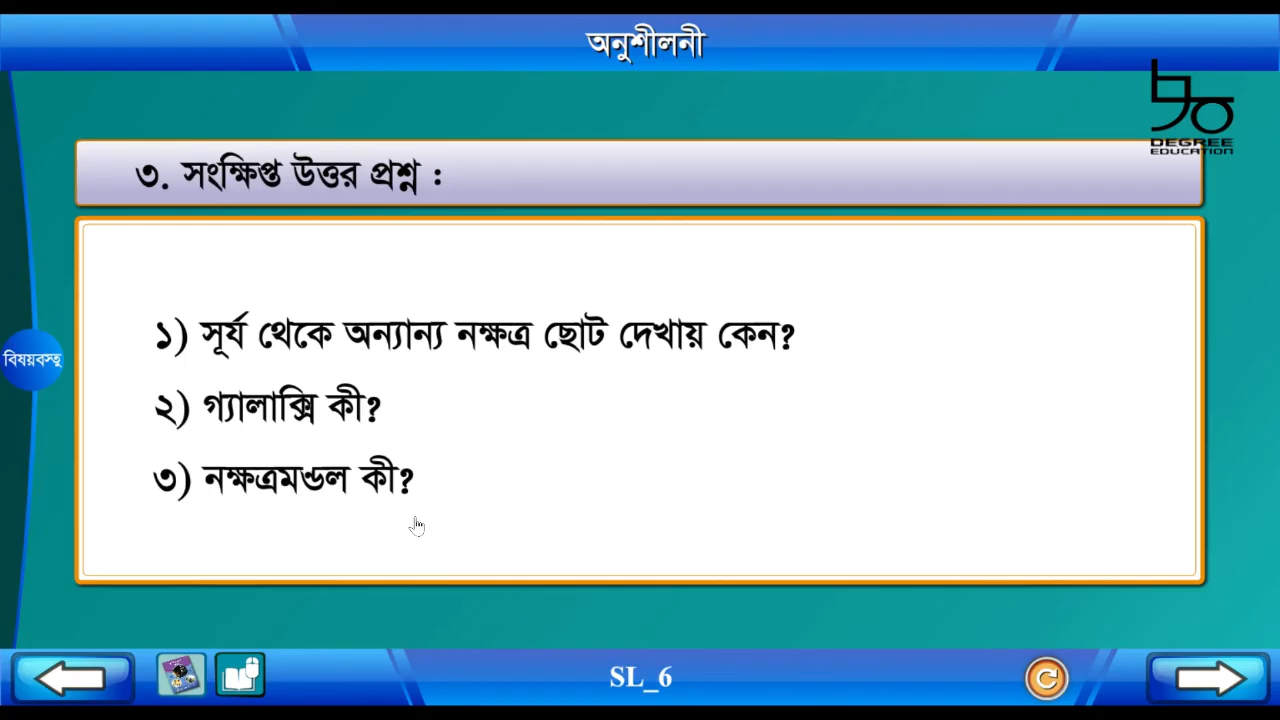 অনুশীলনী
DEGREE
EDUCATION
৩. সংক্ষিপ্ত উত্তর প্রশ্ন :
১) সূর্য থেকে অন্যান্য নক্ষত্র ছোট দেখায় কেন?
২) গ্যালাক্সি কী?
৩) নক্ষত্রমণ্ডল কী?
বিষয়বস্তু
SL_6